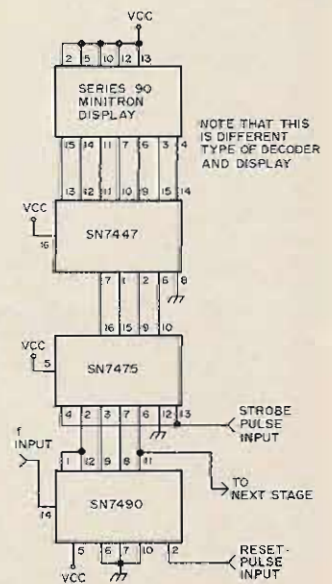 VCC
2 5 10 12 13
SERIES 90
MINITRON
DISPLAY
NOTE THAT THIS
IS DIFFERENT
TYPE OF DECODER
AND DISPLAY
15 14 11 7 6 3 4
13 12 11 10 9 15 14
VCC
16
SN7447
7 1 2 6 8
16 15 9 10
VCC
5
SN7475
4 2 3 7 6 12 13
STROBE
PULSE
INPUT
f
INPUT
1 12 9 8 11
TO
NEXT STAGE
14
SN7490
5 6 7 10 2
RESET-
PULSE
INPUT
VCC